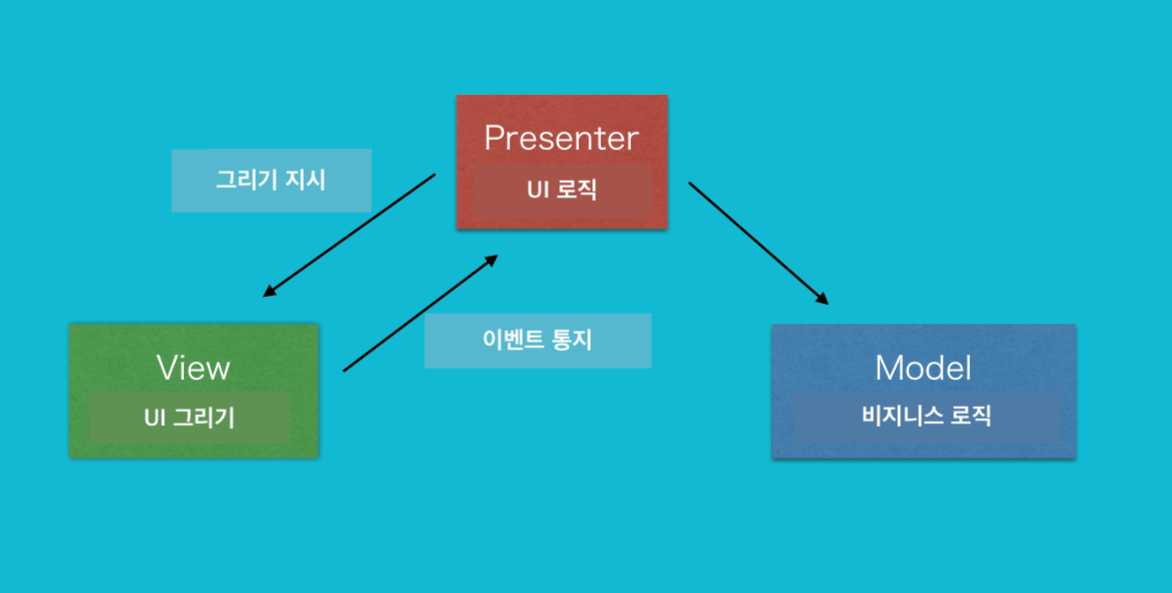 Presenter
UI 로직
그리기 지시
이벤트 통지
View
UI 그리기
Model
비지니스 로직